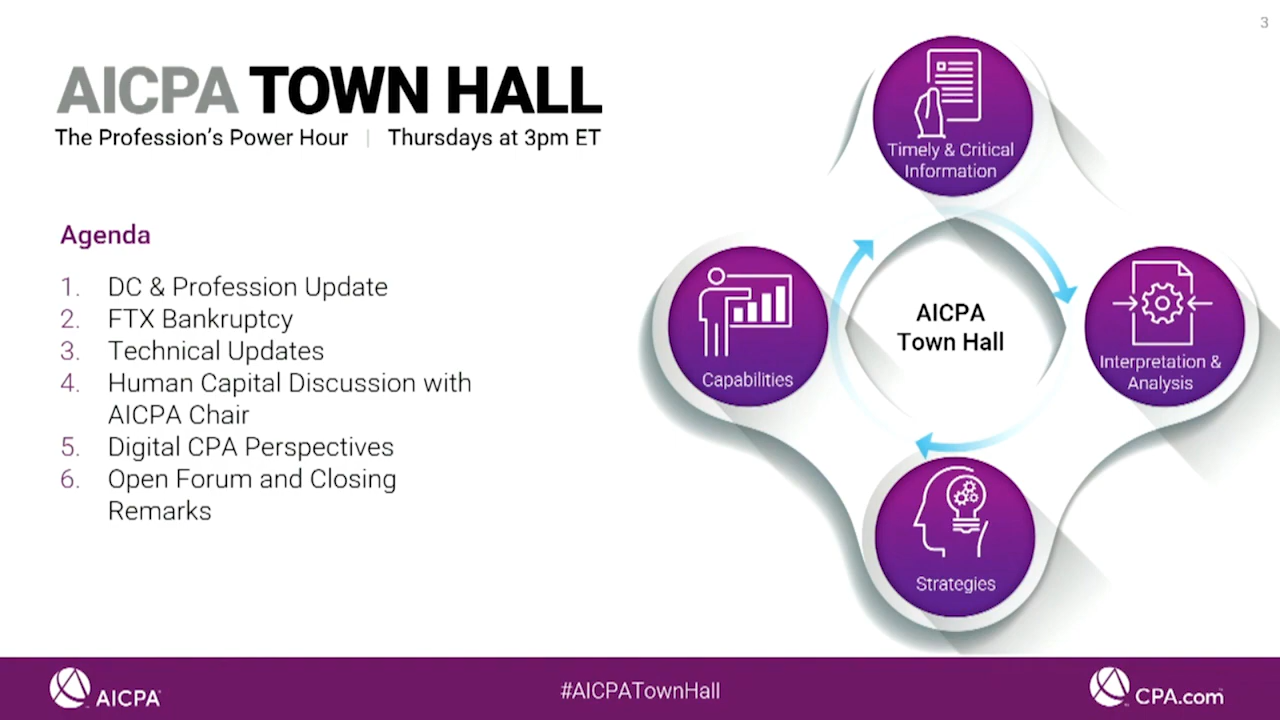 3
AICPA TOWN HALL
The Profession's Power Hour | Thursdays at 3pm ET
Agenda
1. DC & Profession Update
2. FTX Bankruptcy
3. Technical Updates
4. Human Capital Discussion with
AICPA Chair
5. Digital CPA Perspectives
6. Open Forum and Closing
Remarks
Timely & Critical
Information
Capabilities
AICPA
Town Hall
Interpretation &
Analysis
Strategies
AICPA
#AICPATownHall
CPA.com